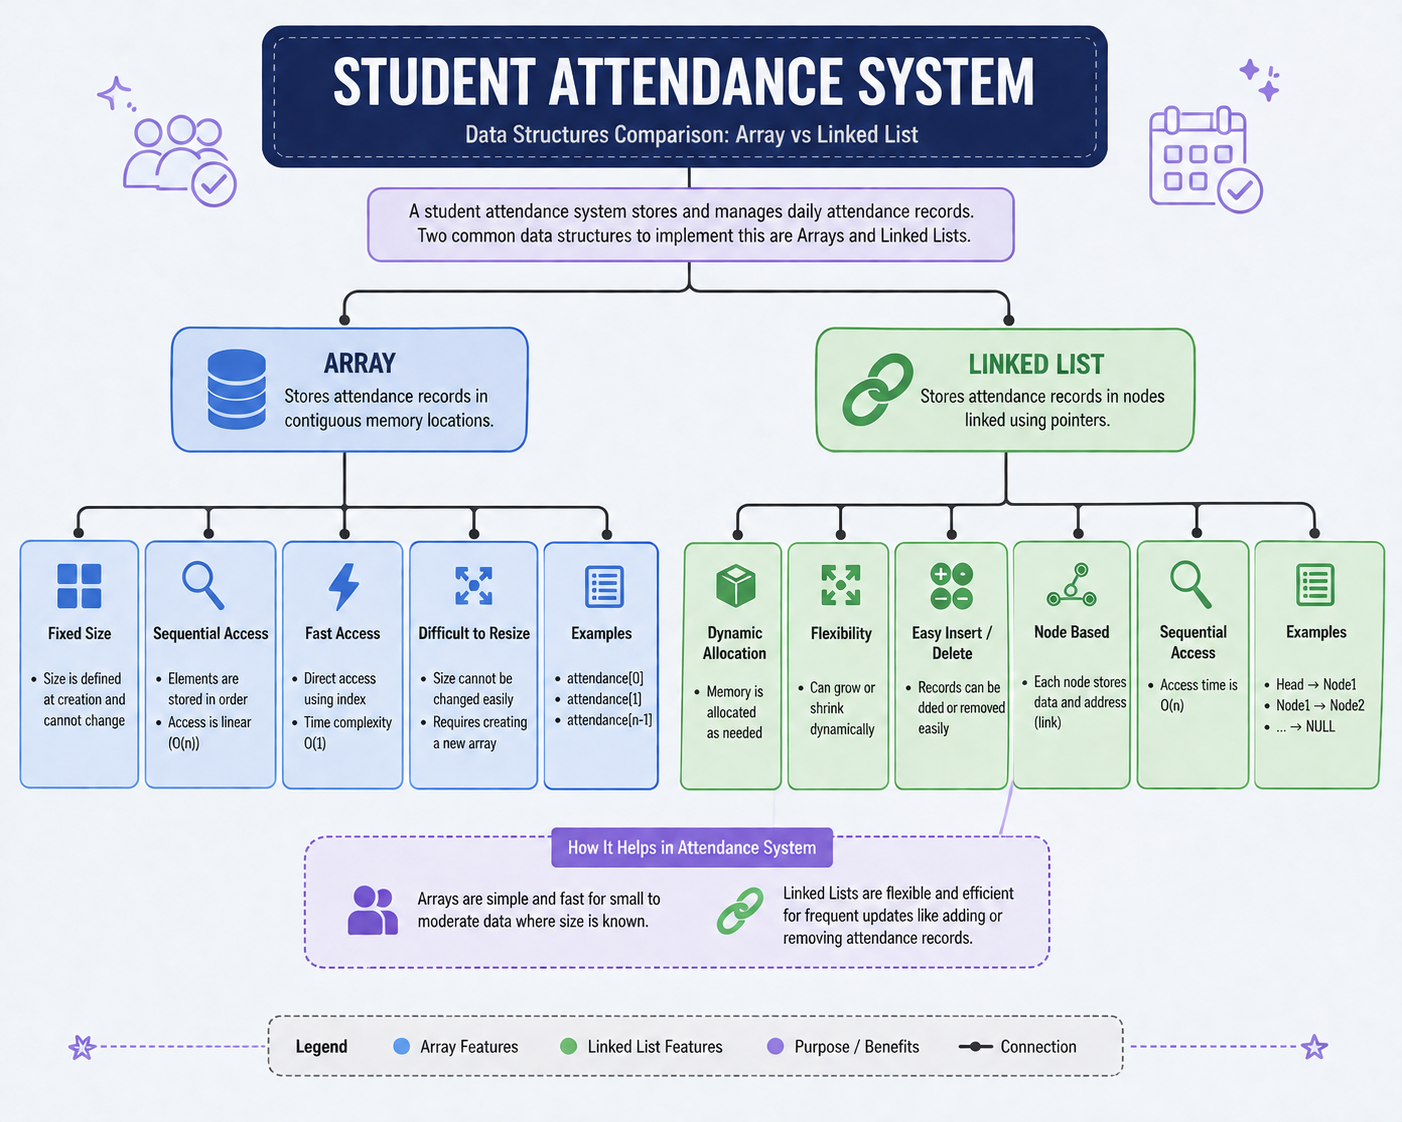 STUDENT ATTENDANCE SYSTEM
Data Structures Comparison: Array vs Linked List
A student attendance system stores and manages daily attendance records.
Two common data structures to implement this are Arrays and Linked Lists.
ARRAY
Stores attendance records in
contiguous memory locations.
LINKED LIST
Stores attendance records in nodes
linked using pointers.
Fixed Size
• Size is defined
at creation and
cannot change
Sequential Access
• Elements are
stored in order
• Access is linear
(O(n))
Fast Access
• Direct access
using index
• Time complexity
O(1)
Difficult to Resize
• Size cannot be
changed easily
• Requires creating
a new array
Examples
• attendance[0]
• attendance[1]
• attendance[n-1]
Dynamic
Allocation
• Memory is
allocated
as needed
Flexibility
• Can grow or
shrink
dynamically
Easy Insert /
Delete
• Records can be
dded or removed
easily
Node Based
• Each node stores
data and address
(link)
Sequential
Access
• Access time is
O(n)
Examples
• Head → Node1
• Node1 → Node2
• ... → NULL
How It Helps in Attendance System
Arrays are simple and fast for small to
moderate data where size is known.
Linked Lists are flexible and efficient
for frequent updates like adding or
removing attendance records.
Legend
Array Features
Linked List Features
Purpose / Benefits
Connection